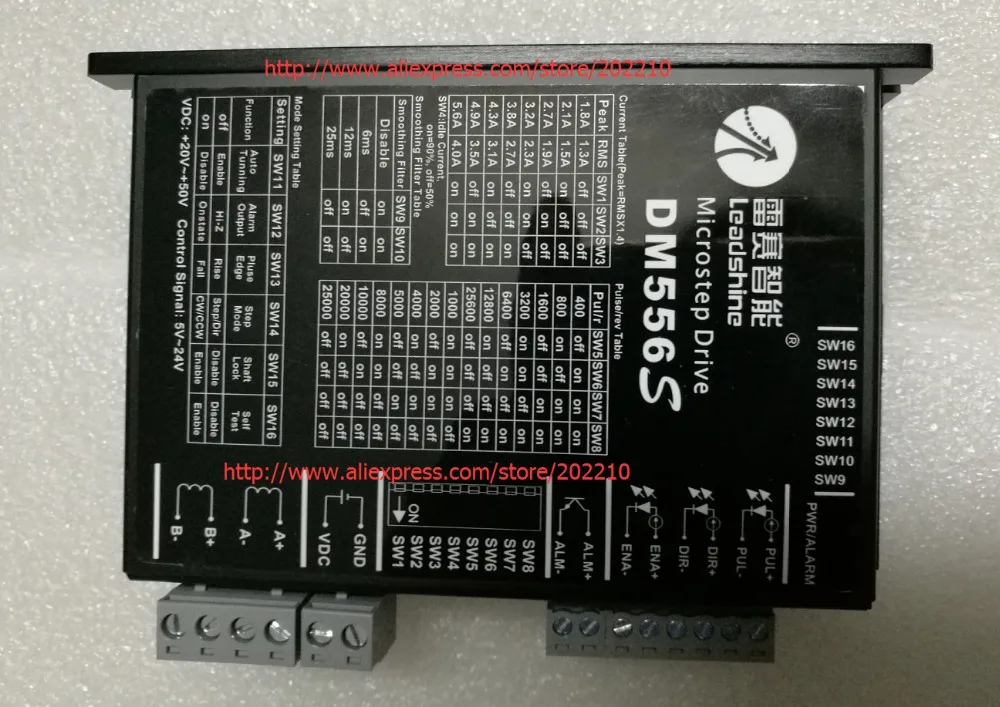 http://www.aliexpress.com/store/202210
雷赛智能®
Leadshine
Microstep Drive
DM556S
Current Table(Peak=RMSX1.4)
Peak RMS SW1 SW2 SW3
1.8A 1.3A off off off
2.1A 1.5A on off off
2.7A 1.9A off on off
3.2A 2.3A on on off
3.8A 2.7A off off on
4.3A 3.1A on off on
4.9A 3.5A off on on
5.6A 4.0A on on on
SW4:Idle Current,
on=90%, off=50%
Smoothing Filter Table
Smoothing Filter SW9 SW10
Disable on on
6ms off on
12ms on off
25ms off off
Pulse/rev Table
Pul/r SW5 SW6 SW7 SW8
400 off on on on
800 on off on on
1600 off off on on
3200 on on off on
6400 off on off on
12800 on off off on
25600 off off off on
1000 on on on off
2000 off on on off
4000 on off on off
5000 off off on off
8000 on on off off
10000 off on off off
20000 on off off off
25000 off off off off
Mode Setting Table
Setting SW11 SW12 SW13 SW14 SW15 SW16
Function Auto Tunning Alarm Output Pluse Edge Step Mode Shaft Lock Self Test
off Enable Hi-Z Rise Step/Dir Disable Disable
on Disable Onstate Fall CW/CCW Enable Enable
VDC: +20V~+50V Control Signal: 5V~24V
SW16
SW15
SW14
SW13
SW12
SW11
SW10
SW9
http://www.aliexpress.com/store/202210
PWR/ALARM
PUL+
PUL-
DIR+
DIR-
ENA+
ENA-
ALM+
ALM-
ON
SW8
SW7
SW6
SW5
SW4
SW3
SW2
SW1
GND
VDC
A+
A-
B+
B-